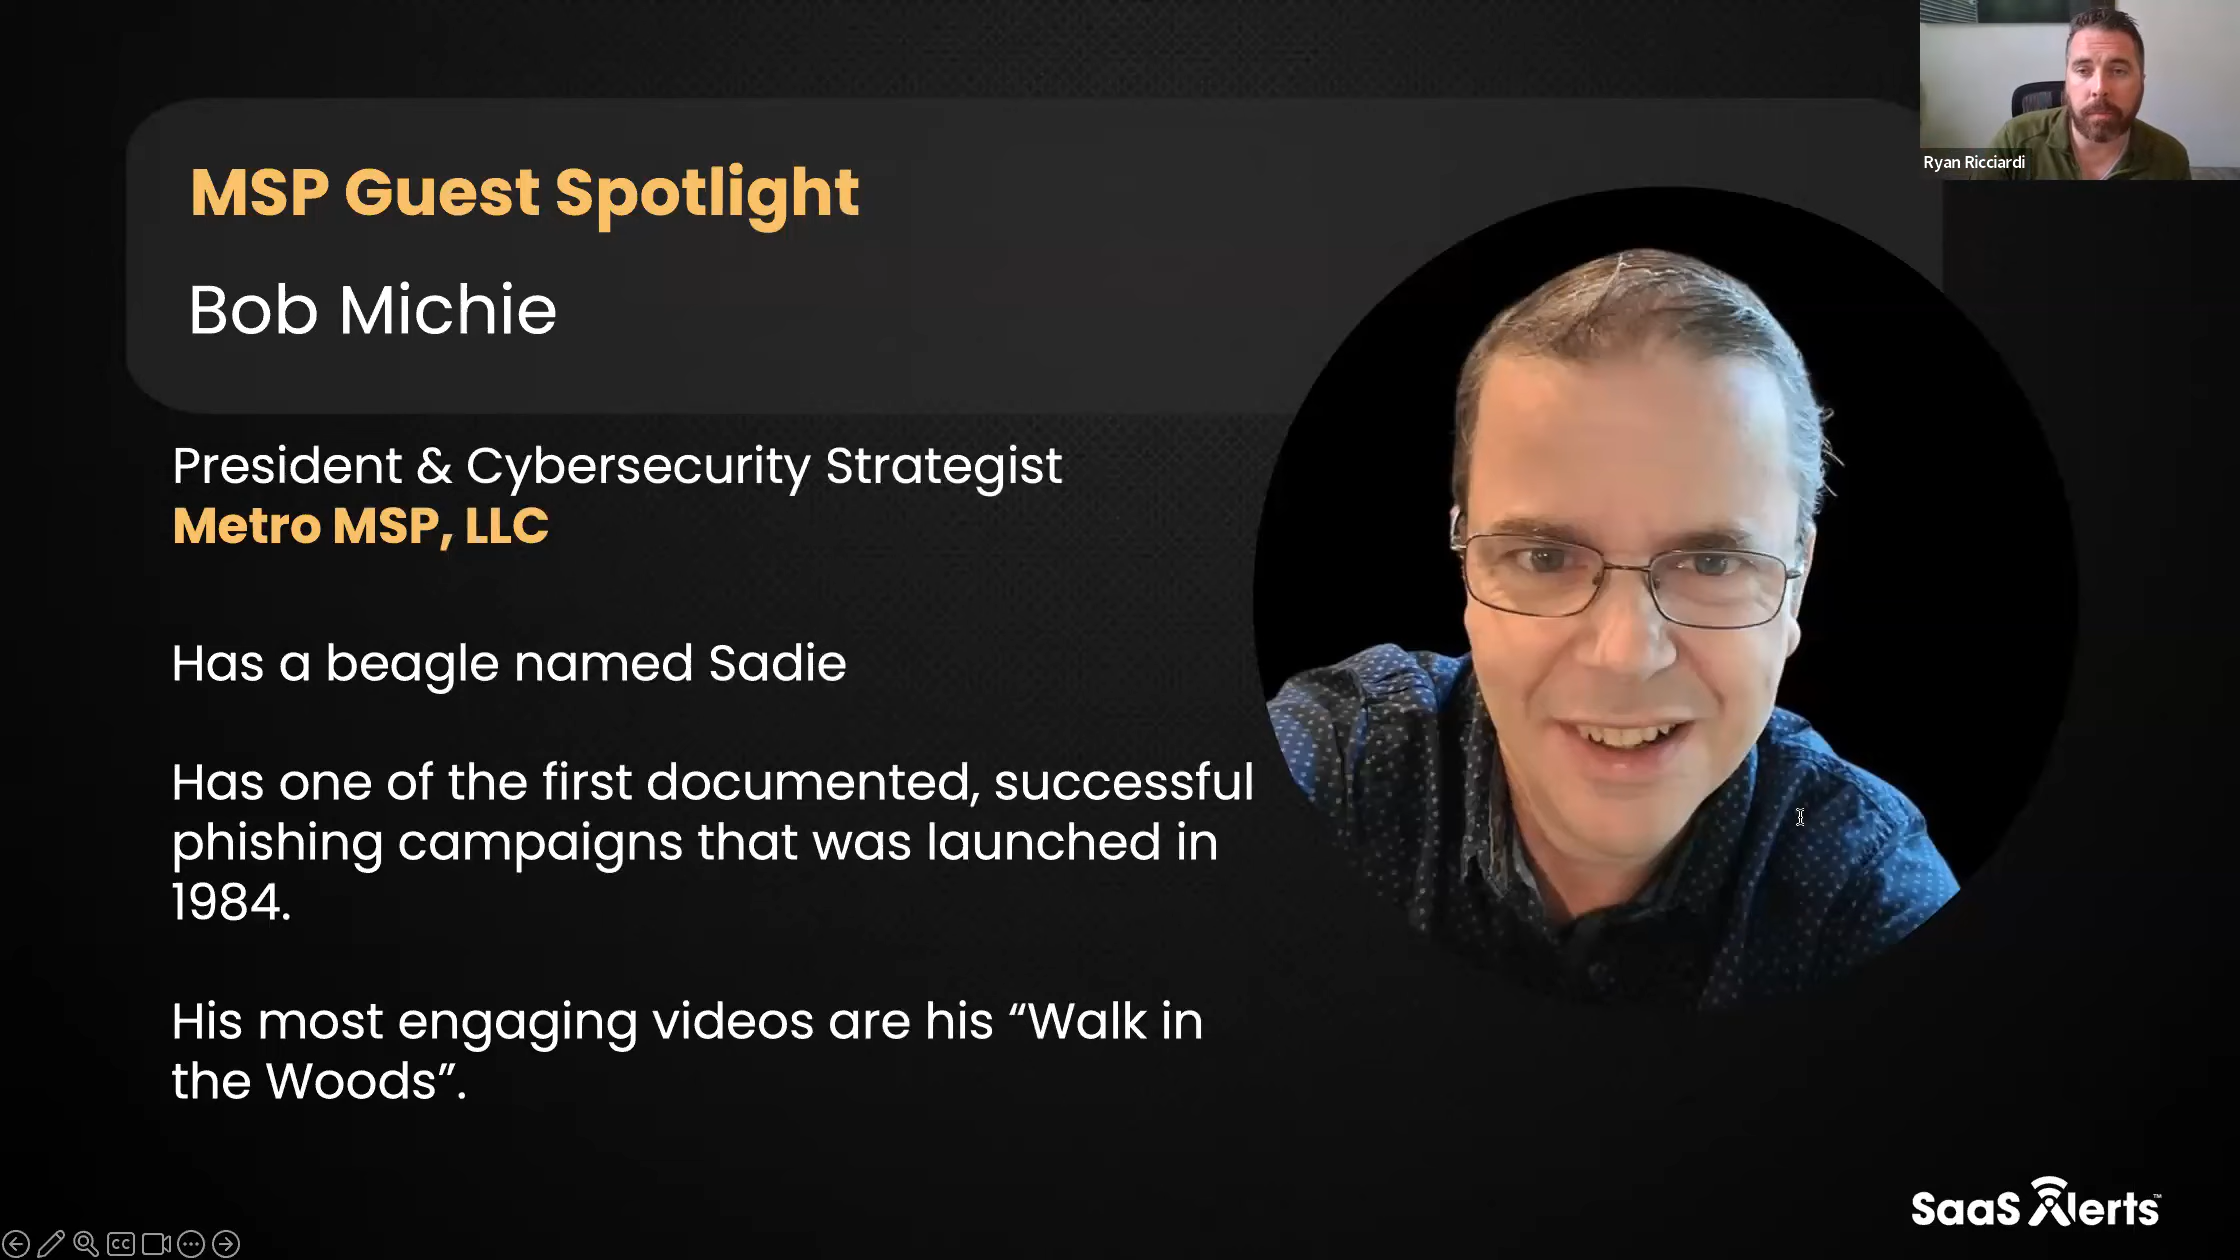 Ryan Ricciardi
MSP Guest Spotlight
Bob Michie
President & Cybersecurity Strategist
Metro MSP, LLC
Has a beagle named Sadie
Has one of the first documented, successful
phishing campaigns that was launched in
1984.
His most engaging videos are his “Walk in
the Woods”.
SaaS Alerts™
CC